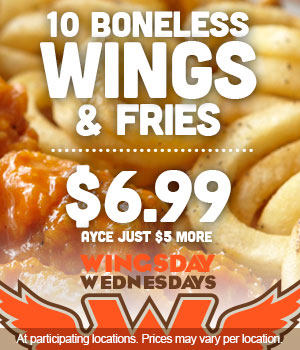 10 BONELESS
WINGS
& FRIES
$6.99
AYCE JUST $5 MORE
WINGSDAY
WEDNESDAYS
W
At participating locations. Prices may vary per location.